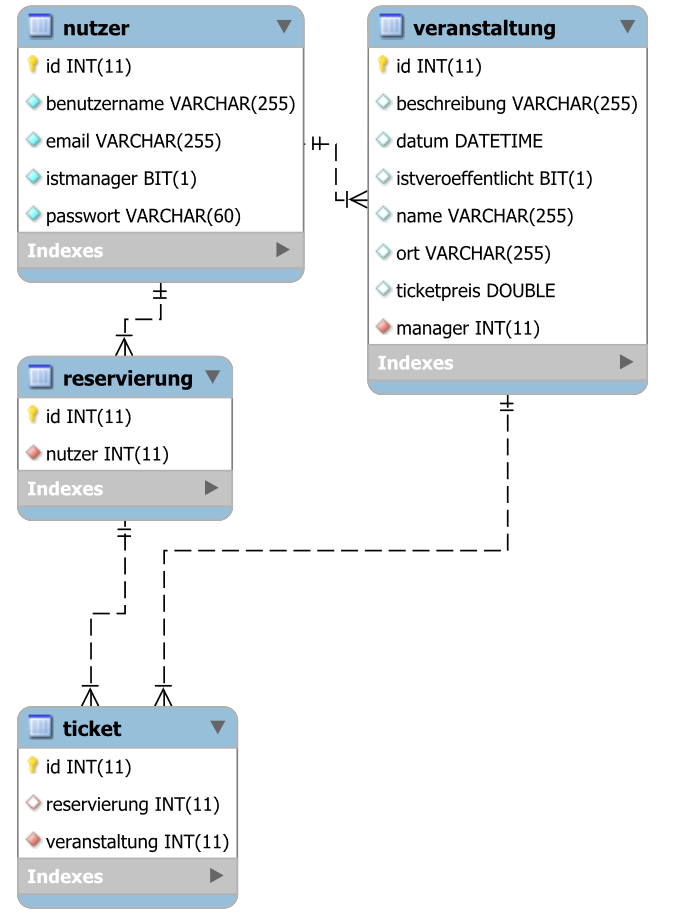 nutzer
id INT(11)
benutzername VARCHAR(255)
email VARCHAR(255)
istmanager BIT(1)
passwort VARCHAR(60)
Indexes
veranstaltung
id INT(11)
beschreibung VARCHAR(255)
datum DATETIME
istveroeffentlicht BIT(1)
name VARCHAR(255)
ort VARCHAR(255)
ticketpreis DOUBLE
manager INT(11)
Indexes
reservierung
id INT(11)
nutzer INT(11)
Indexes
ticket
id INT(11)
reservierung INT(11)
veranstaltung INT(11)
Indexes